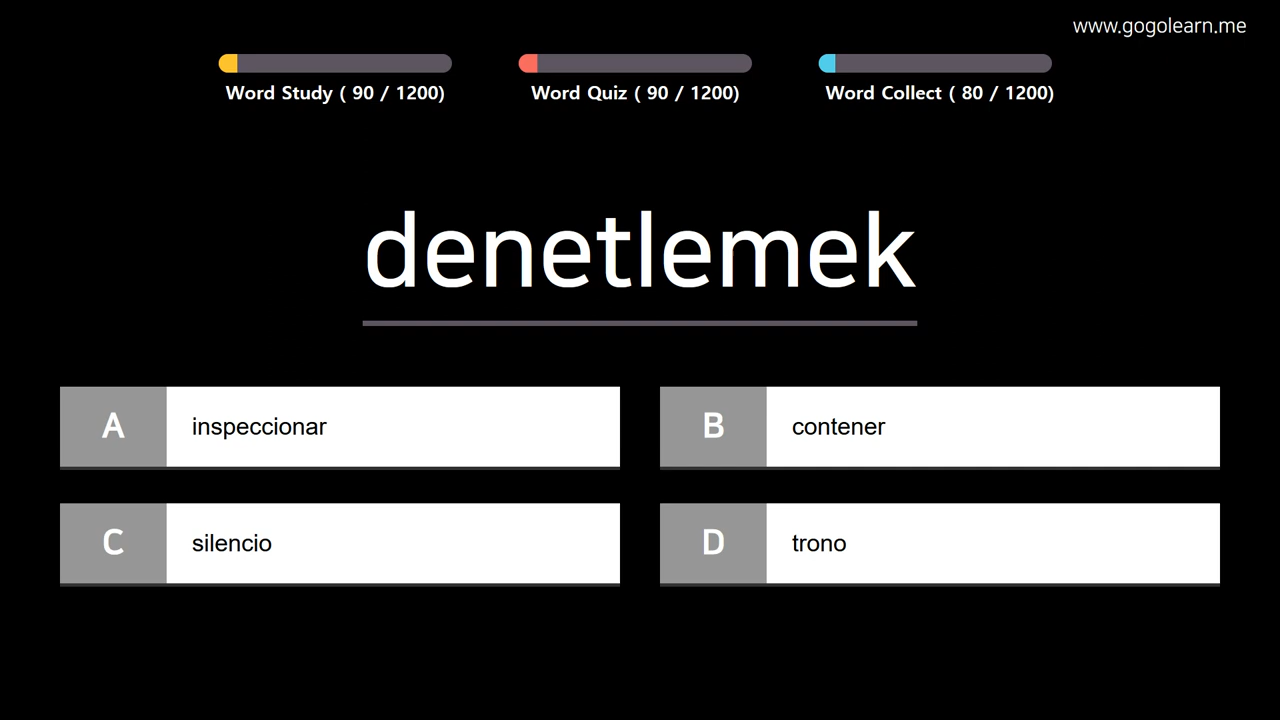 www.gogolearn.me
Word Study ( 90 / 1200)
Word Quiz ( 90 / 1200)
Word Collect ( 80 / 1200)
denetlemek
A inspeccionar
B contener
C silencio
D trono